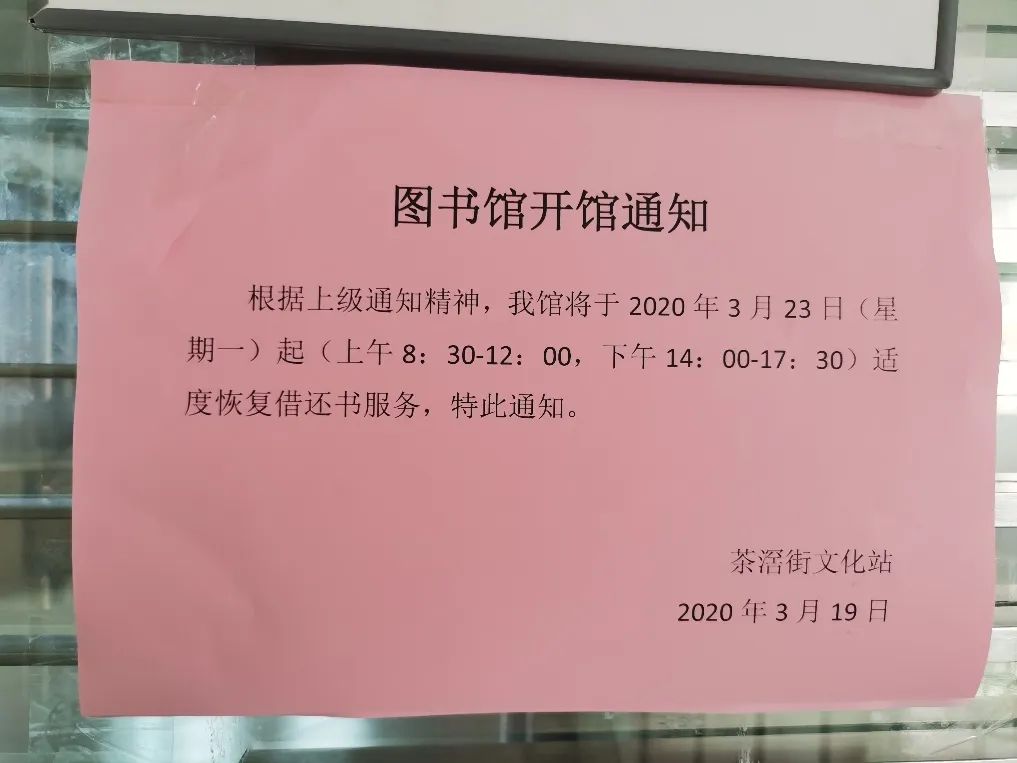 图书馆开馆通知
根据上级通知精神，我馆将于 2020 年 3 月 23 日（星
期一）起（上午 8：30-12：00，下午 14：00-17：30）适
度恢复借还书服务，特此通知。
茶滘街文化站
2020 年 3 月 19 日